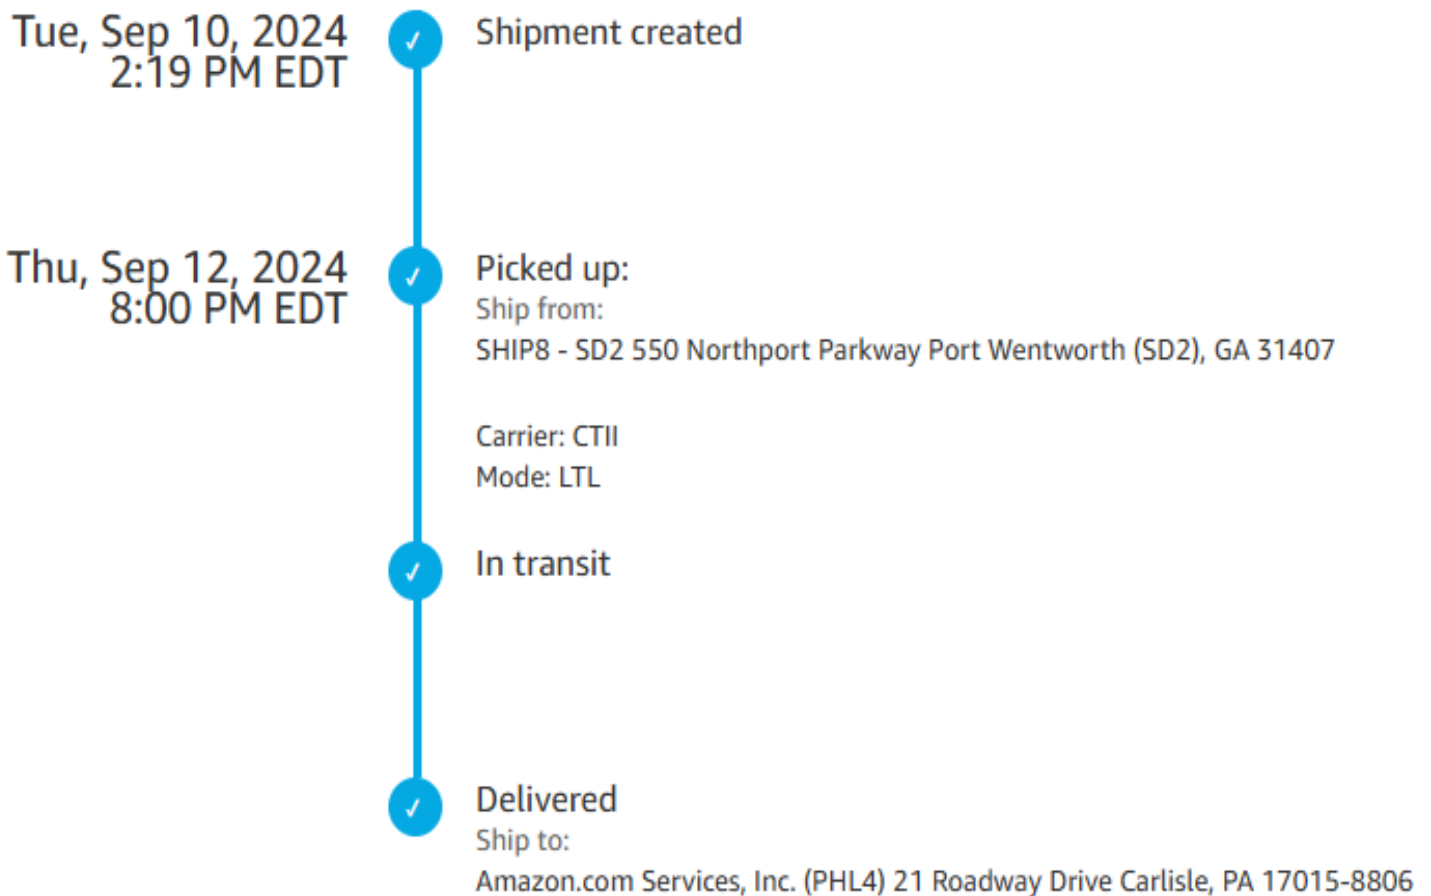 Tue, Sep 10, 2024
2:19 PM EDT
Shipment created
Thu, Sep 12, 2024
8:00 PM EDT
Picked up:
Ship from:
SHIP8 - SD2 550 Northport Parkway Port Wentworth (SD2), GA 31407
Carrier: CTII
Mode: LTL
In transit
Delivered
Ship to:
Amazon.com Services, Inc. (PHL4) 21 Roadway Drive Carlisle, PA 17015-8806